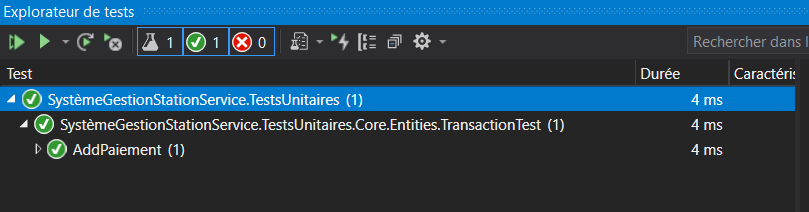 Explorateur de tests
1 1 0 Rechercher dans l
Test Durée Caractéris
SystèmeGestionStationService.TestsUnitaires (1) 4 ms
SystèmeGestionStationService.TestsUnitaires.Core.Entities.TransactionTest (1) 4 ms
AddPaiement (1) 4 ms